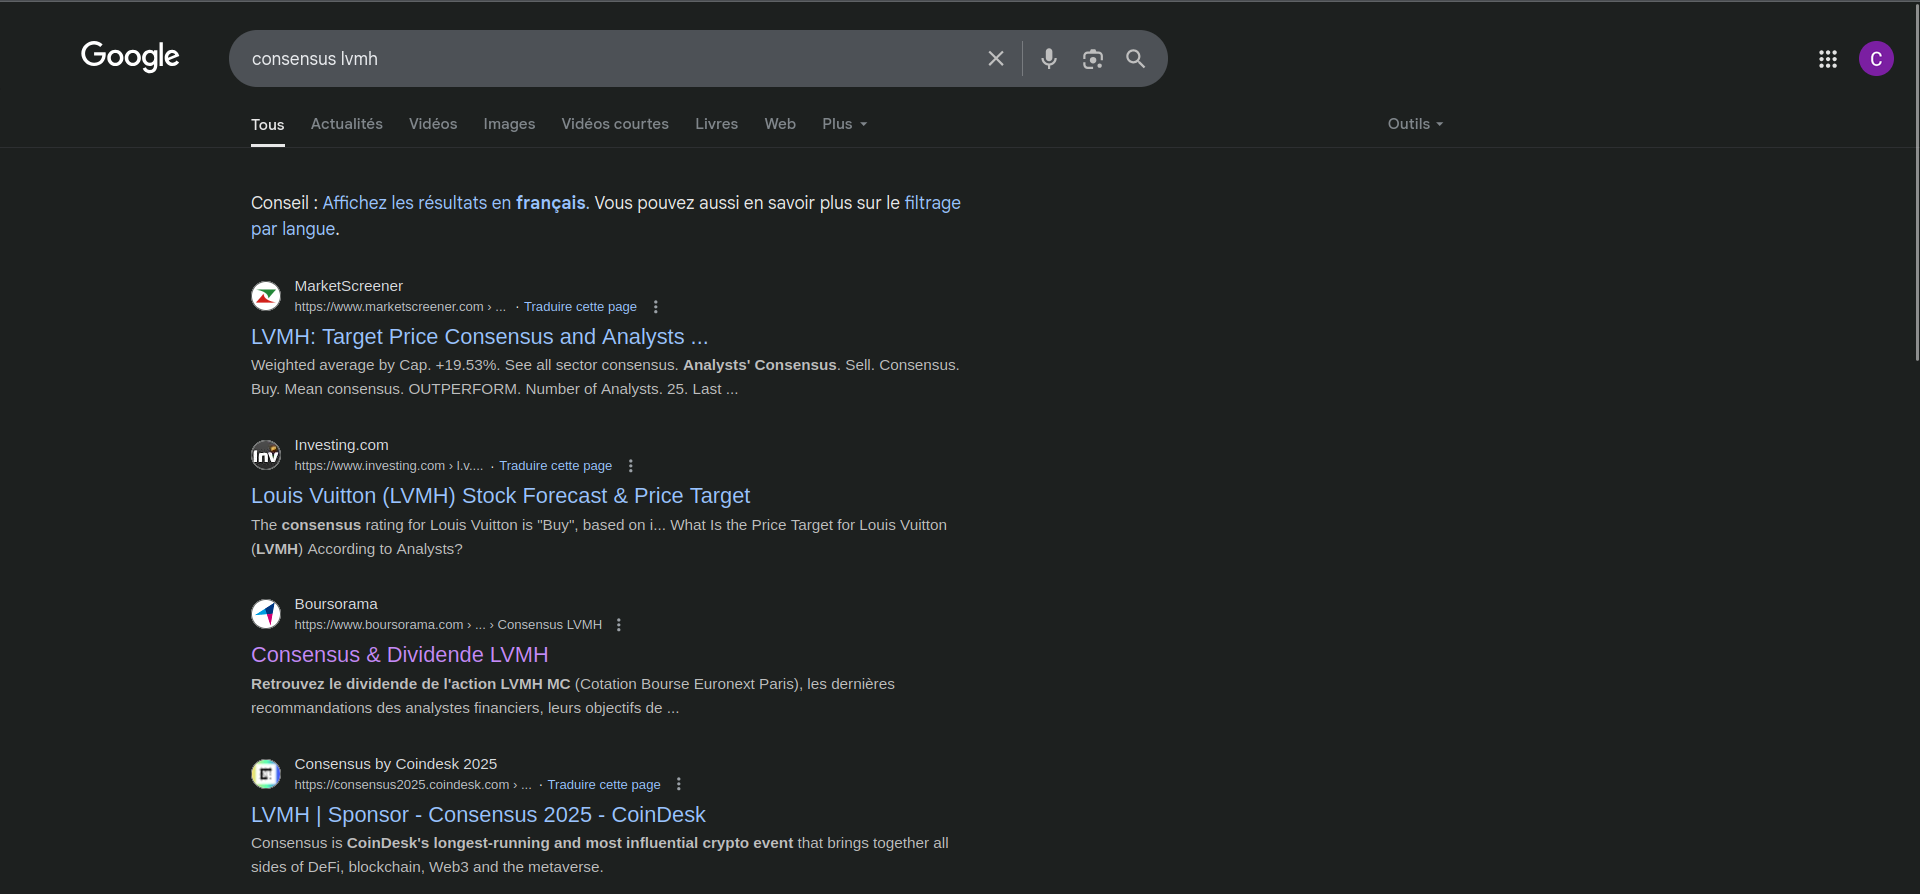 Google
consensus lvmh
C
Tous Actualités Vidéos Images Vidéos courtes Livres Web Plus Outils
Conseil : Affichez les résultats en français. Vous pouvez aussi en savoir plus sur le filtrage
par langue.
MarketScreener
https://www.marketscreener.com › ... · Traduire cette page
LVMH: Target Price Consensus and Analysts ...
Weighted average by Cap. +19.53%. See all sector consensus. Analysts' Consensus. Sell. Consensus.
Buy. Mean consensus. OUTPERFORM. Number of Analysts. 25. Last ...
Inv
Investing.com
https://www.investing.com › l.v.... · Traduire cette page
Louis Vuitton (LVMH) Stock Forecast & Price Target
The consensus rating for Louis Vuitton is "Buy", based on i... What Is the Price Target for Louis Vuitton
(LVMH) According to Analysts?
Boursorama
https://www.boursorama.com › ... › Consensus LVMH
Consensus & Dividende LVMH
Retrouvez le dividende de l'action LVMH MC (Cotation Bourse Euronext Paris), les dernières
recommandations des analystes financiers, leurs objectifs de ...
Consensus by Coindesk 2025
https://consensus2025.coindesk.com › ... · Traduire cette page
LVMH | Sponsor - Consensus 2025 - CoinDesk
Consensus is CoinDesk's longest-running and most influential crypto event that brings together all
sides of DeFi, blockchain, Web3 and the metaverse.